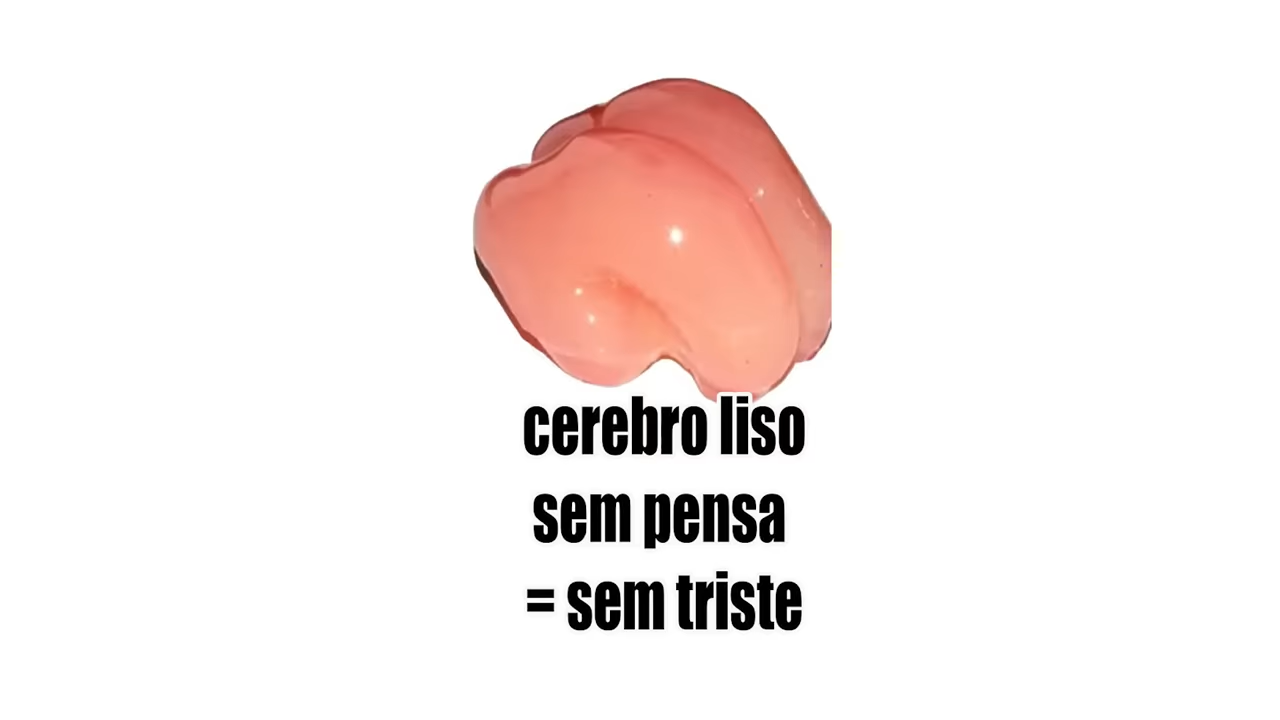 cerebro liso
sem pensa
= sem triste